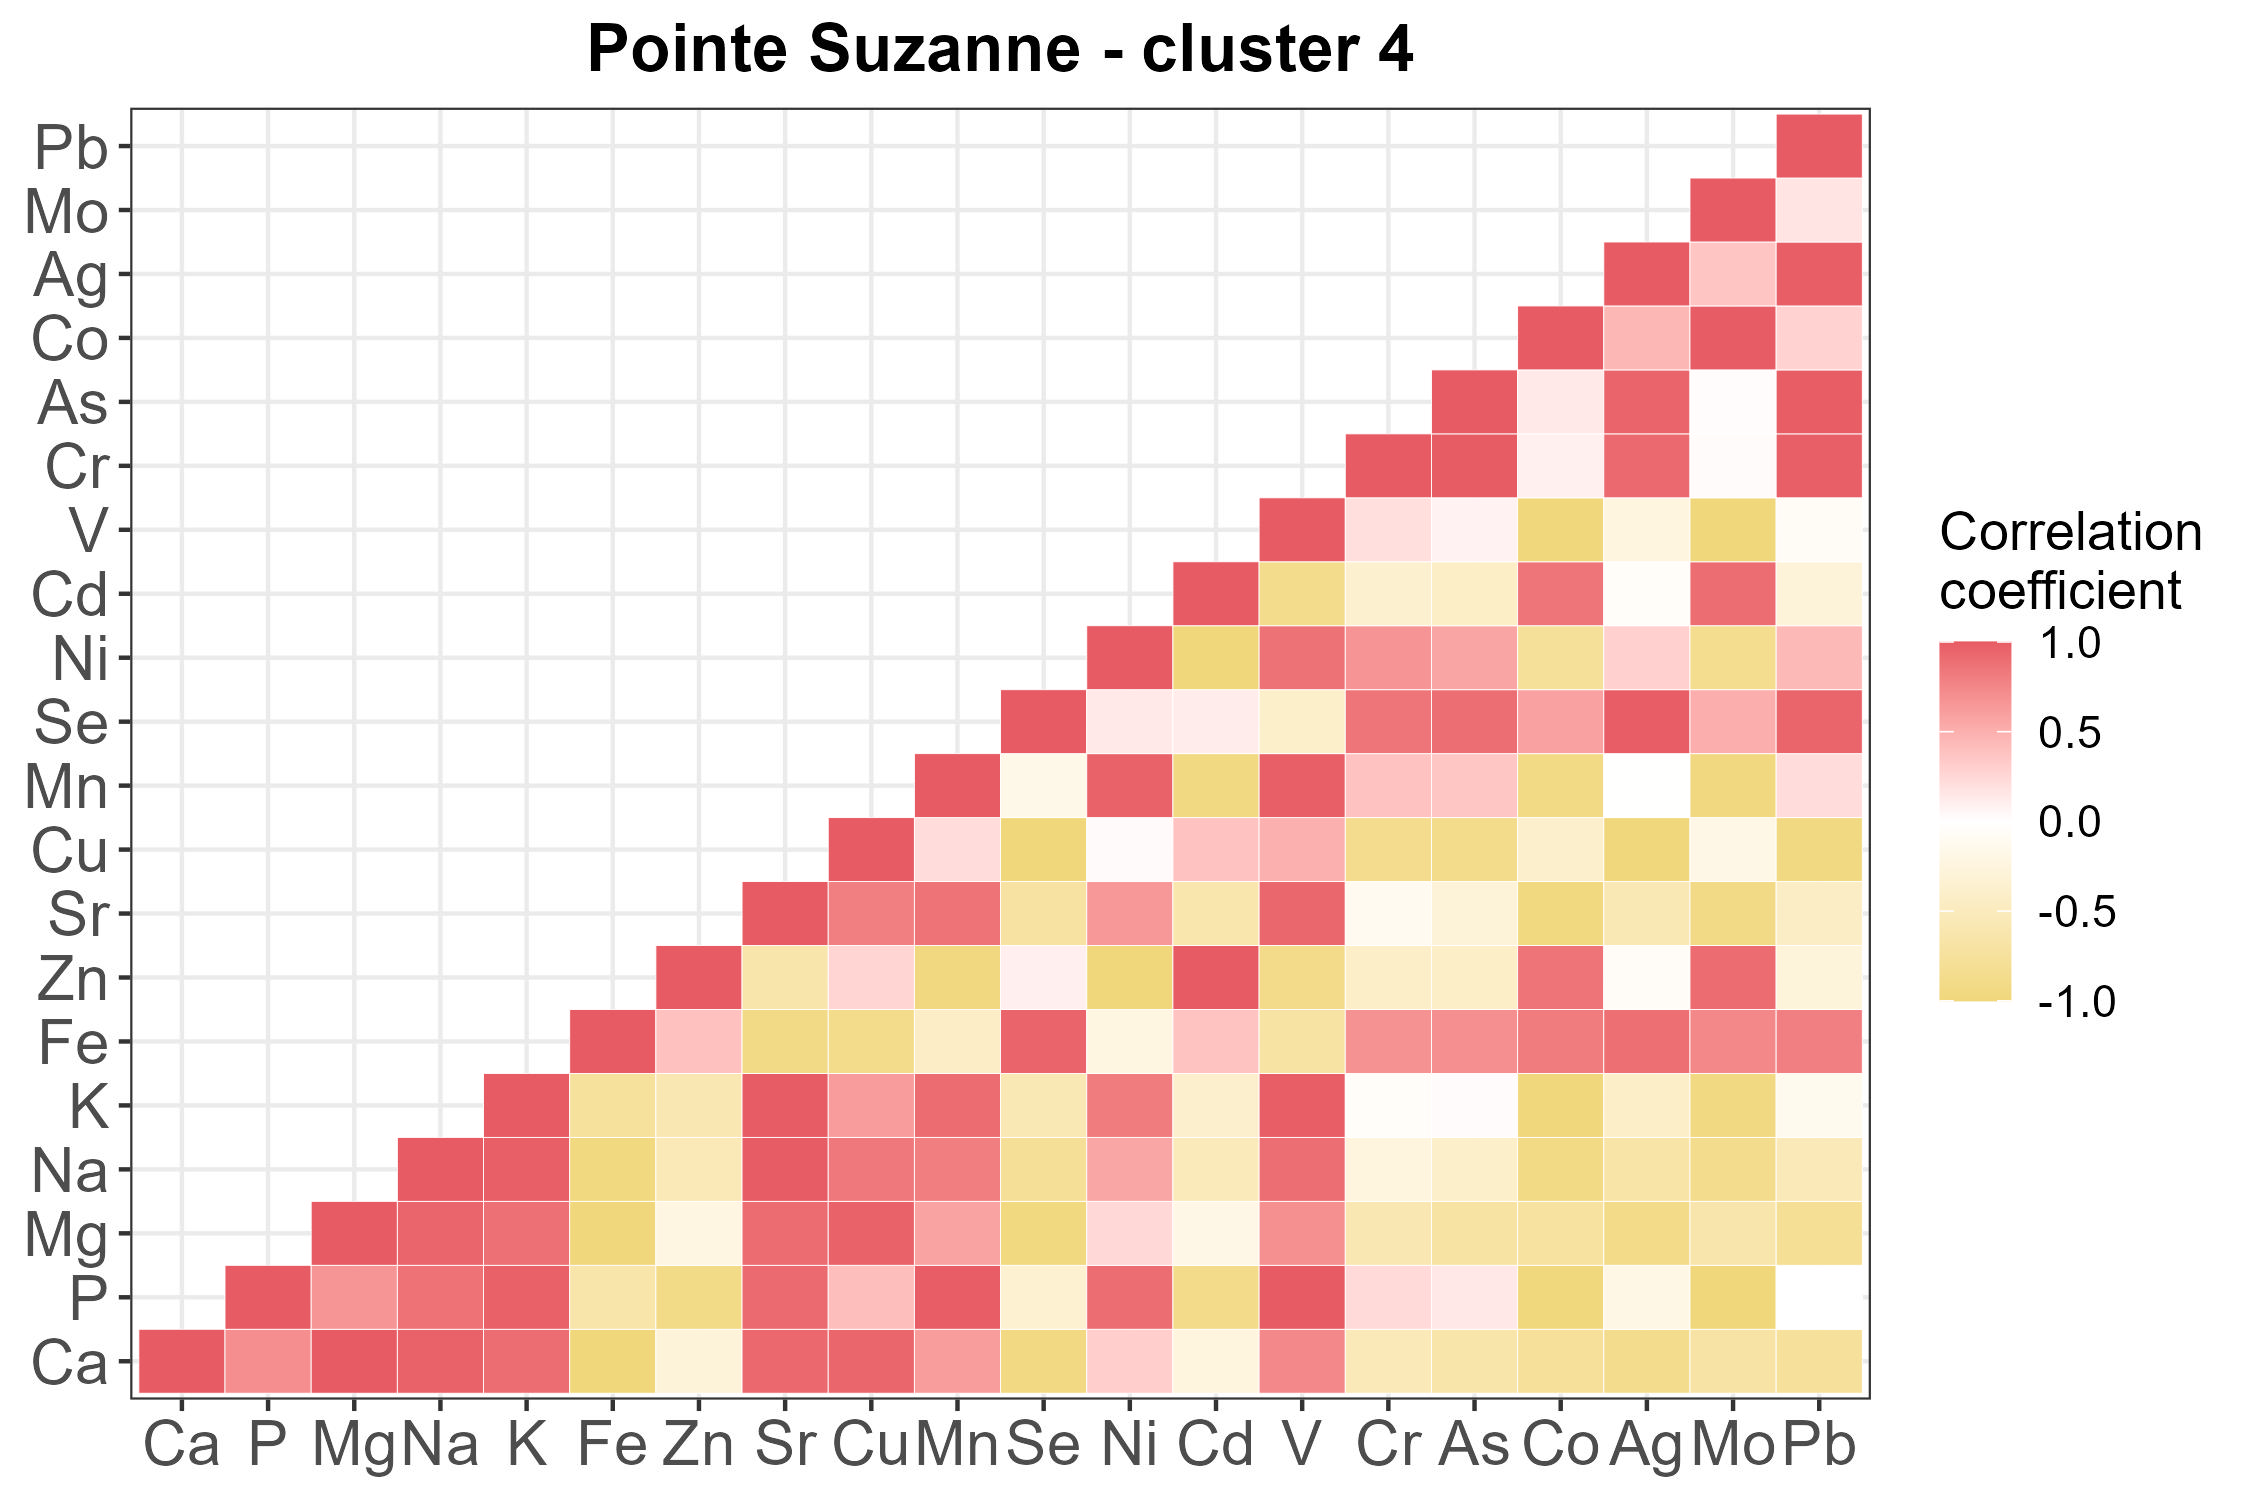 Pointe Suzanne - cluster 4
Pb
Mo
Ag
Co
As
Cr
V
Cd
Ni
Se
Mn
Cu
Sr
Zn
Fe
K
Na
Mg
P
Ca
Ca P Mg Na K Fe Zn Sr Cu Mn Se Ni Cd V Cr As Co Ag Mo Pb
Correlation
coefficient
1.0
0.5
0.0
-0.5
-1.0